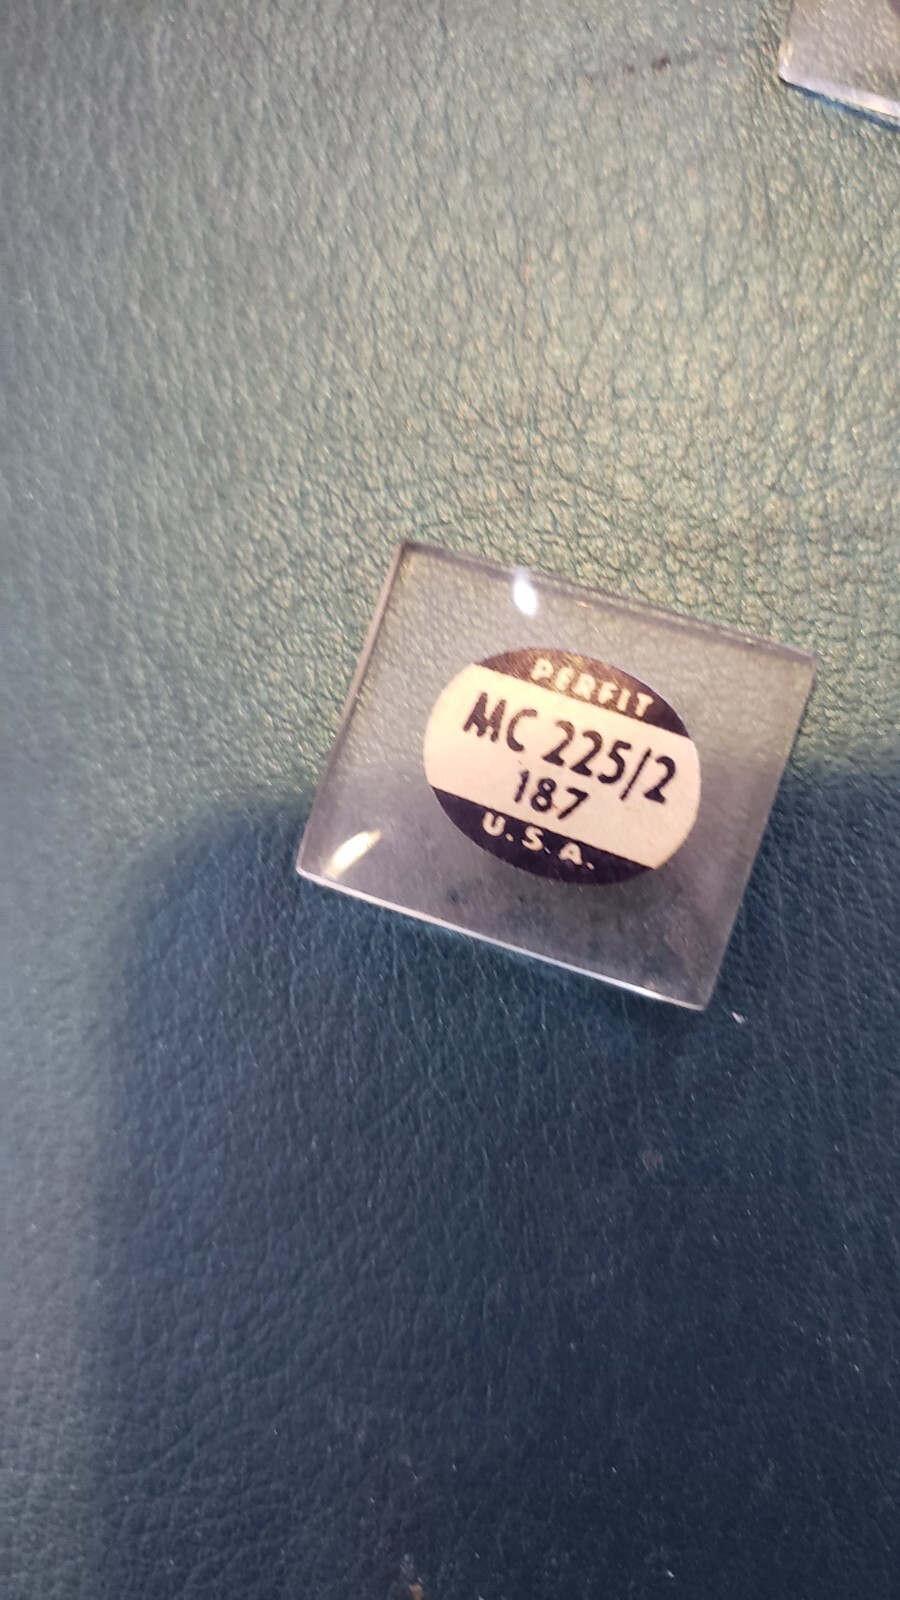 PERFIT
MC 225/2
187
U.S.A.